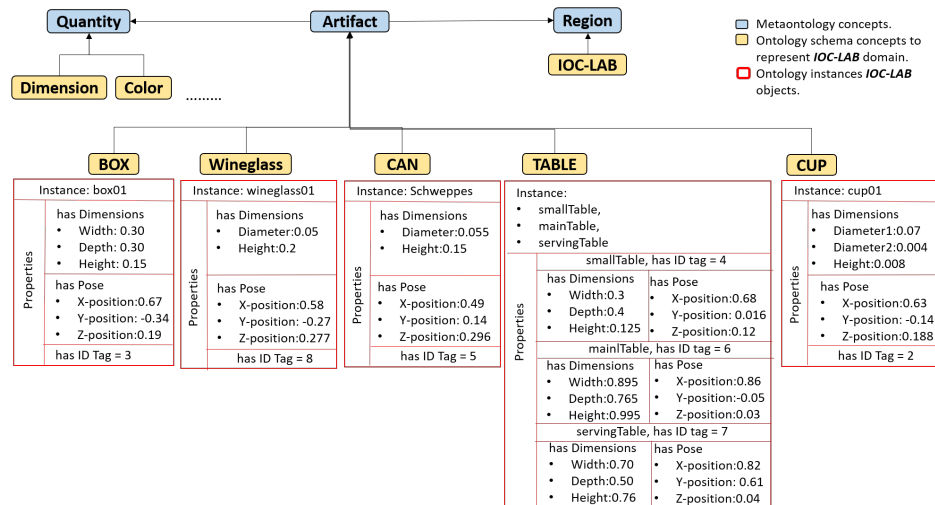 Quantity
Artifact
Region
Metaontology concepts.
Ontology schema concepts to
represent IOC-LAB domain.
Ontology instances IOC-LAB
objects.
Dimension
Color
.........
IOC-LAB
BOX
Instance: box01
Properties
has Dimensions
• Width: 0.30
• Depth: 0.30
• Height: 0.15
has Pose
• X-position:0.67
• Y-position: -0.34
• Z-position:0.19
has ID Tag = 3
Wineglass
Instance: wineglass01
Properties
has Dimensions
• Diameter:0.05
• Height:0.2
has Pose
• X-position:0.58
• Y-position: -0.27
• Z-position:0.277
has ID Tag = 8
CAN
Instance: Schweppes
Properties
has Dimensions
• Diameter:0.055
• Height:0.15
has Pose
• X-position:0.49
• Y-position: 0.14
• Z-position:0.296
has ID Tag = 5
TABLE
Instance:
• smallTable,
• mainTable,
• servingTable
Properties
smallTable, has ID tag = 4
has Dimensions
• Width:0.3
• Depth:0.4
• Height:0.125
has Pose
• X-position:0.68
• Y-position: 0.016
• Z-position:0.12
mainlTable, has ID tag = 6
has Dimensions
• Width:0.895
• Depth:0.765
• Height:0.995
has Pose
• X-position:0.86
• Y-position:-0.05
• Z-position:0.03
servingTable, has ID tag = 7
has Dimensions
• Width:0.70
• Depth:0.50
• Height:0.76
has Pose
• X-position:0.82
• Y-position: 0.61
• Z-position:0.04
CUP
Instance: cup01
Properties
has Dimensions
• Diameter1:0.07
• Diameter2:0.004
• Height:0.008
has Pose
• X-position:0.63
• Y-position: -0.14
• Z-position:0.188
has ID Tag = 2